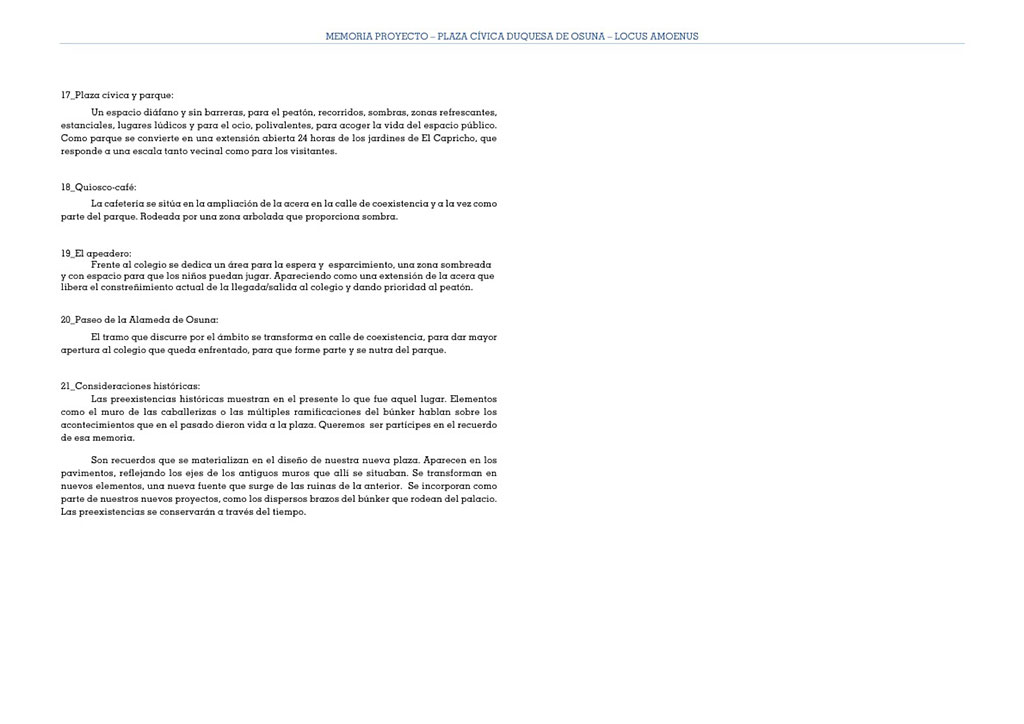 MEMORIA PROYECTO – PLAZA CÍVICA DUQUESA DE OSUNA – LOCUS AMOENUS
17_Plaza cívica y parque:
Un espacio diáfano y sin barreras, para el peatón, recorridos, sombras, zonas refrescantes,
estanciales, lugares lúdicos y para el ocio, polivalentes, para acoger la vida del espacio público.
Como parque se convierte en una extensión abierta 24 horas de los jardines de El Capricho, que
responde a una escala tanto vecinal como para los visitantes.
18_Quiosco-café:
La cafetería se sitúa en la ampliación de la acera en la calle de coexistencia y a la vez como
parte del parque. Rodeada por una zona arbolada que proporciona sombra.
19_El apeadero:
Frente al colegio se dedica un área para la espera y esparcimiento, una zona sombreada
y con espacio para que los niños puedan jugar. Apareciendo como una extensión de la acera que
libera el constreñimiento actual de la llegada/salida al colegio y dando prioridad al peatón.
20_Paseo de la Alameda de Osuna:
El tramo que discurre por el ámbito se transforma en calle de coexistencia, para dar mayor
apertura al colegio que queda enfrentado, para que forme parte y se nutra del parque.
21_Consideraciones históricas:
Las preexistencias históricas muestran en el presente lo que fue aquel lugar. Elementos
como el muro de las caballerizas o las múltiples ramificaciones del búnker hablan sobre los
acontecimientos que en el pasado dieron vida a la plaza. Queremos ser partícipes en el recuerdo
de esa memoria.
Son recuerdos que se materializan en el diseño de nuestra nueva plaza. Aparecen en los
pavimentos, reflejando los ejes de los antiguos muros que allí se situaban. Se transforman en
nuevos elementos, una nueva fuente que surge de las ruinas de la anterior. Se incorporan como
parte de nuestros nuevos proyectos, como los dispersos brazos del búnker que rodean del palacio.
Las preexistencias se conservarán a través del tiempo.